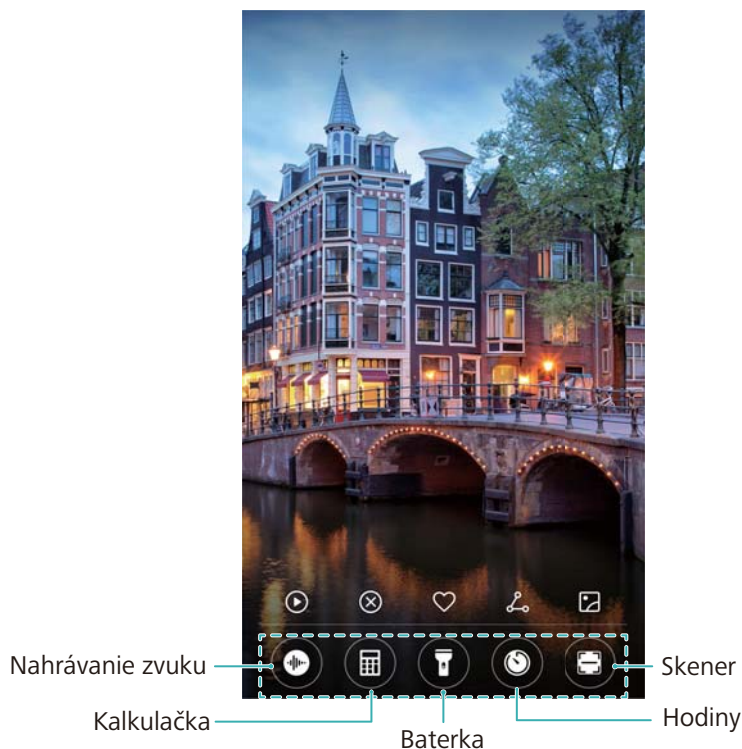 Nahrávanie zvuku
Skener
Kalkulačka
Hodiny
Baterka